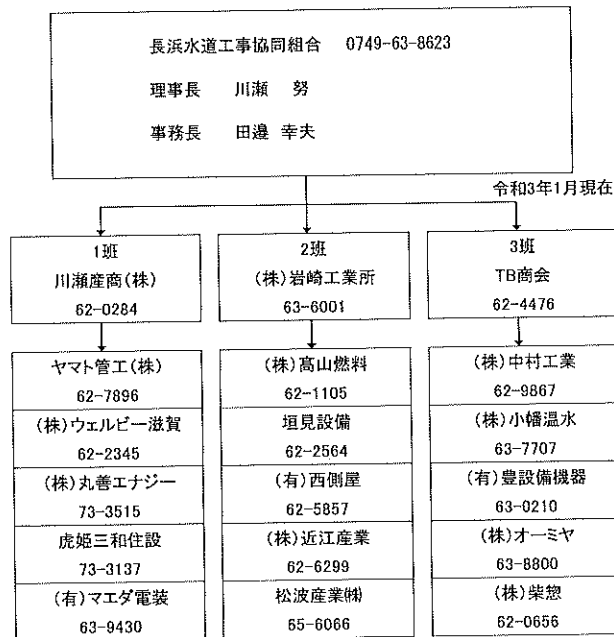 長浜水道工事協同組合 0749-63-8623
理事長 川瀬 努
事務長 田邉 幸夫
令和3年1月現在
1班
川瀬産商(株)
62-0284
ヤマト管工(株)
62-7896
(株)ウェルビー滋賀
62-2345
(株)丸善エナジー
73-3515
虎姫三和住設
73-3137
(有)マエダ電装
63-9430
2班
(株)岩崎工業所
63-6001
(株)髙山燃料
62-1105
垣見設備
62-2564
(有)西側屋
62-5857
(株)近江産業
62-6299
松波産業㈱
65-6066
3班
TB商会
62-4476
(株)中村工業
62-9867
(株)小幡温水
63-7707
(有)豊設備機器
63-0210
(株)オーミヤ
63-8800
(株)柴惣
62-0656